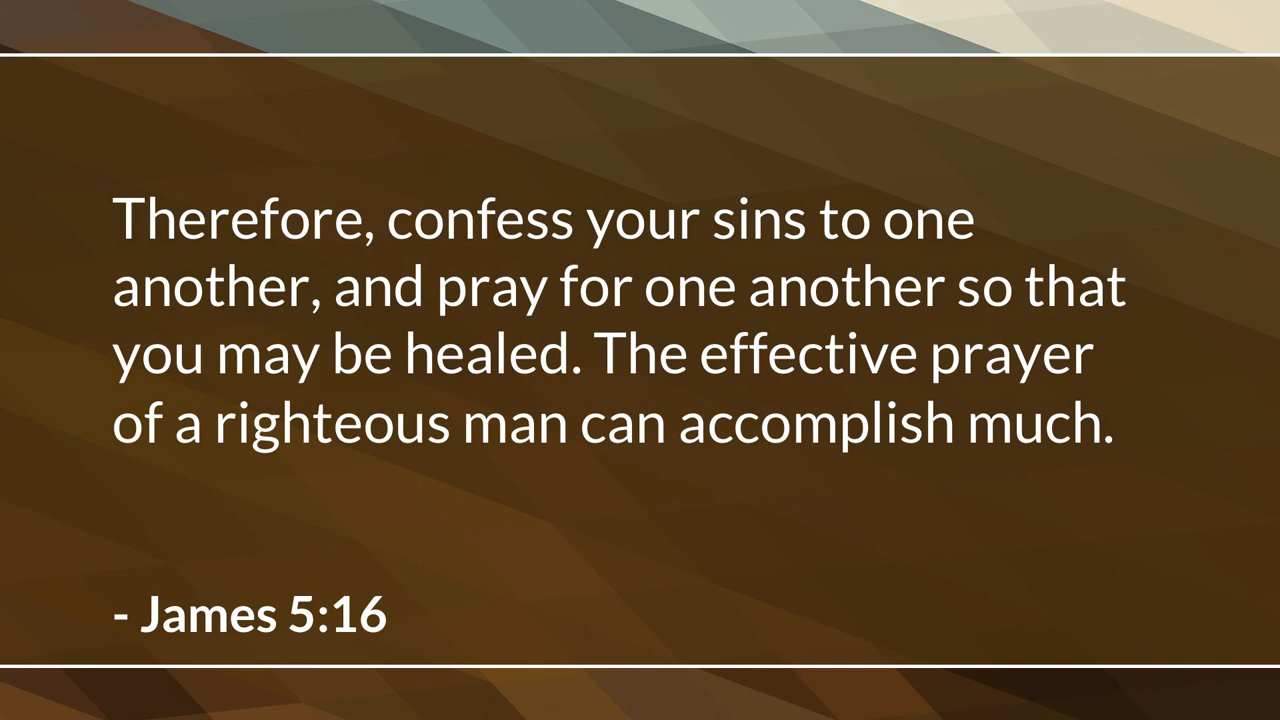 Therefore, confess your sins to one
another, and pray for one another so that
you may be healed. The effective prayer
of a righteous man can accomplish much.
- James 5:16